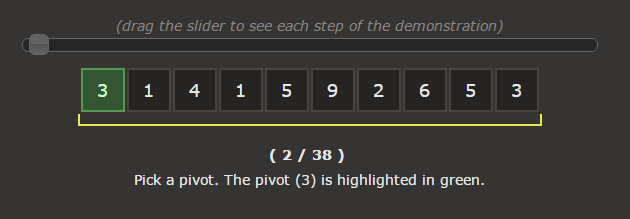 (drag the slider to see each step of the demonstration)
3 1 4 1 5 9 2 6 5 3
( 2 / 38 )
Pick a pivot. The pivot (3) is highlighted in green.